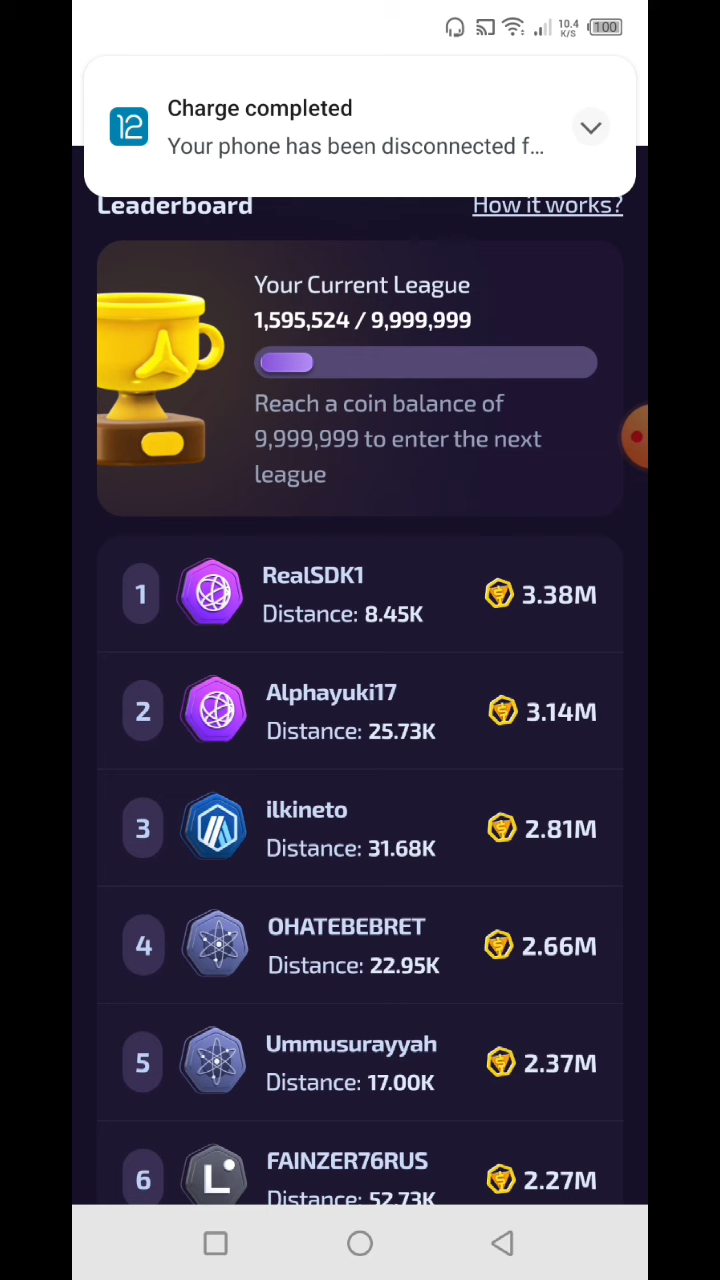 10.4
K/S
100
12
Charge completed
Your phone has been disconnected f...
Leaderboard
How it works?
Your Current League
1,595,524 / 9,999,999
Reach a coin balance of
9,999,999 to enter the next
league
1
RealSDK1
Distance: 8.45K
3.38M
2
Alphayuki17
Distance: 25.73K
3.14M
3
ilkineto
Distance: 31.68K
2.81M
4
OHATEBEBRET
Distance: 22.95K
2.66M
5
Ummusurayyah
Distance: 17.00K
2.37M
6
FAINZER76RUS
Distance: 52.73K
2.27M